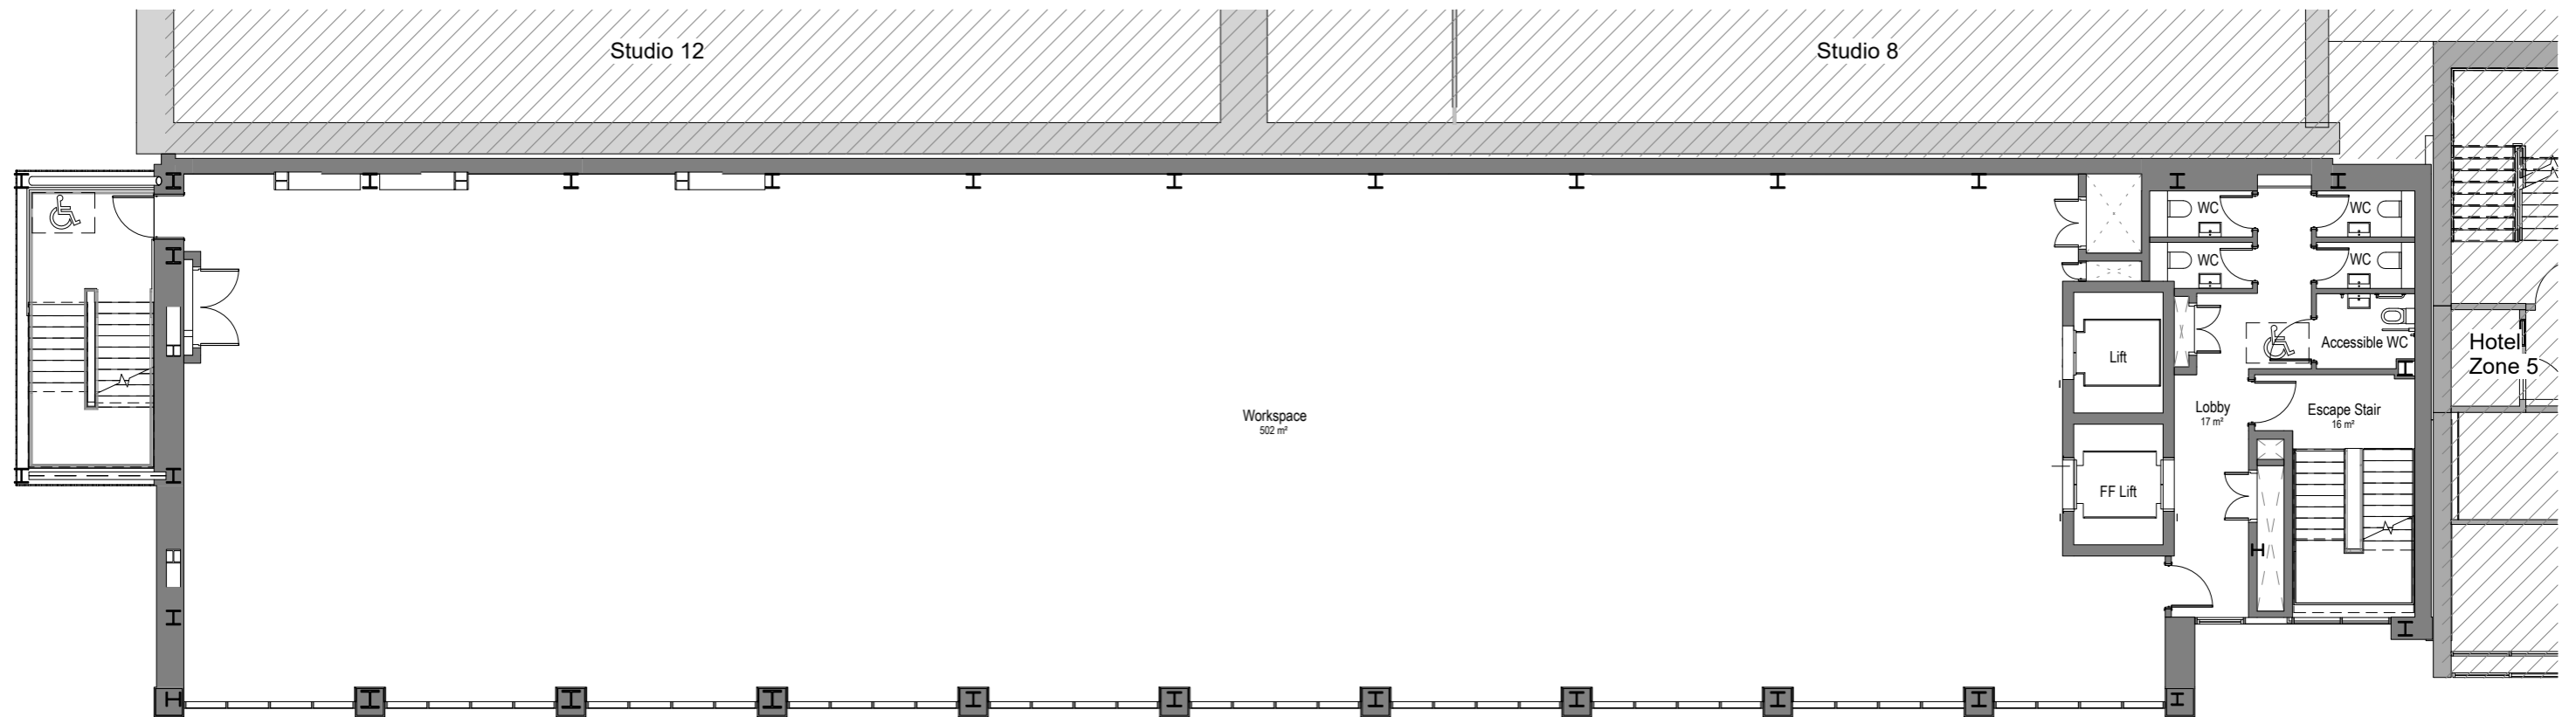 Studio 12
Studio 8
WC
WC
WC
WC
Accessible WC
Hotel
Zone 5
Lift
Workspace
502 m²
Lobby
17 m²
Escape Stair
16 m²
FF Lift